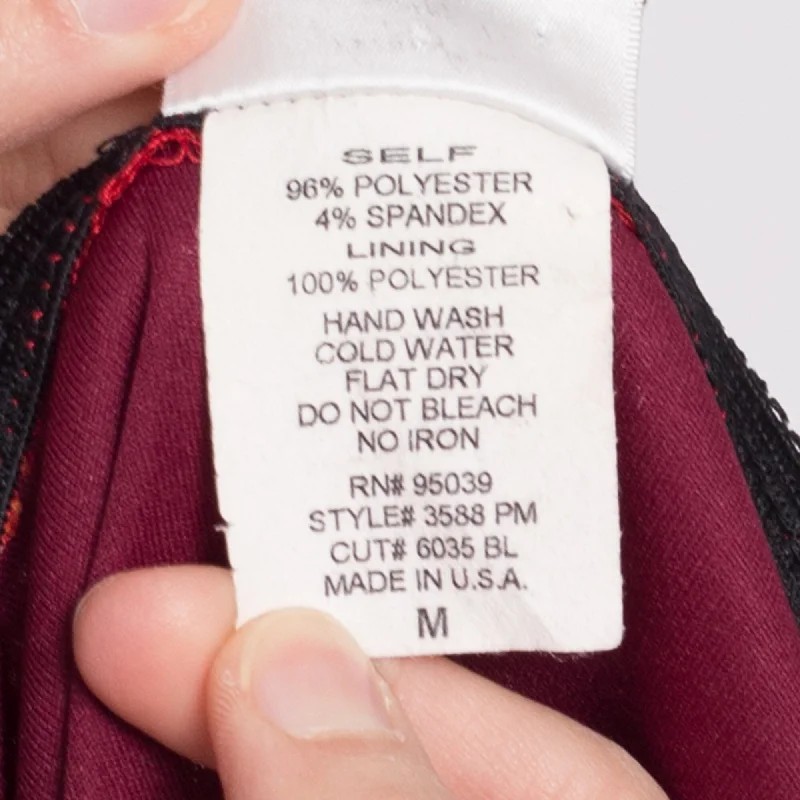 SELF
96% POLYESTER
4% SPANDEX
LINING
100% POLYESTER
HAND WASH
COLD WATER
FLAT DRY
DO NOT BLEACH
NO IRON
RN# 95039
STYLE# 3588 PM
CUT# 6035 BL
MADE IN U.S.A.
M